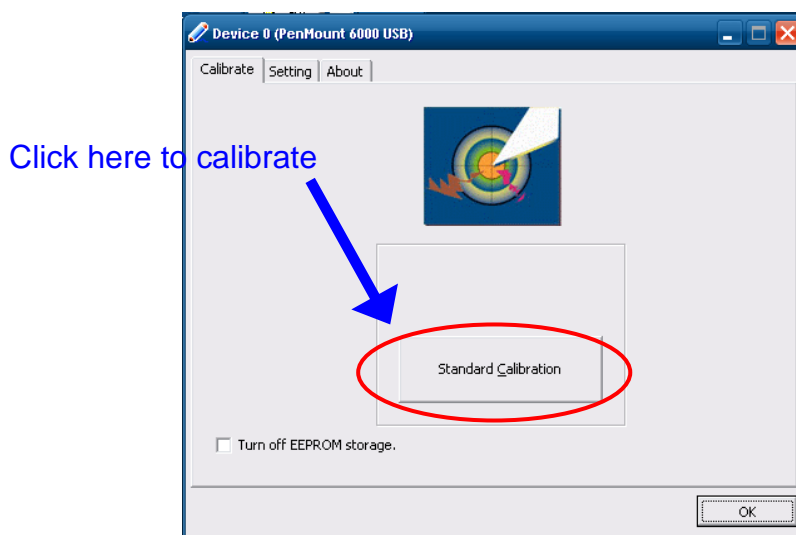 Device 0 (PenMount 6000 USB)
Calibrate Setting About
Click here to calibrate
Standard Calibration
Turn off EEPROM storage.
OK